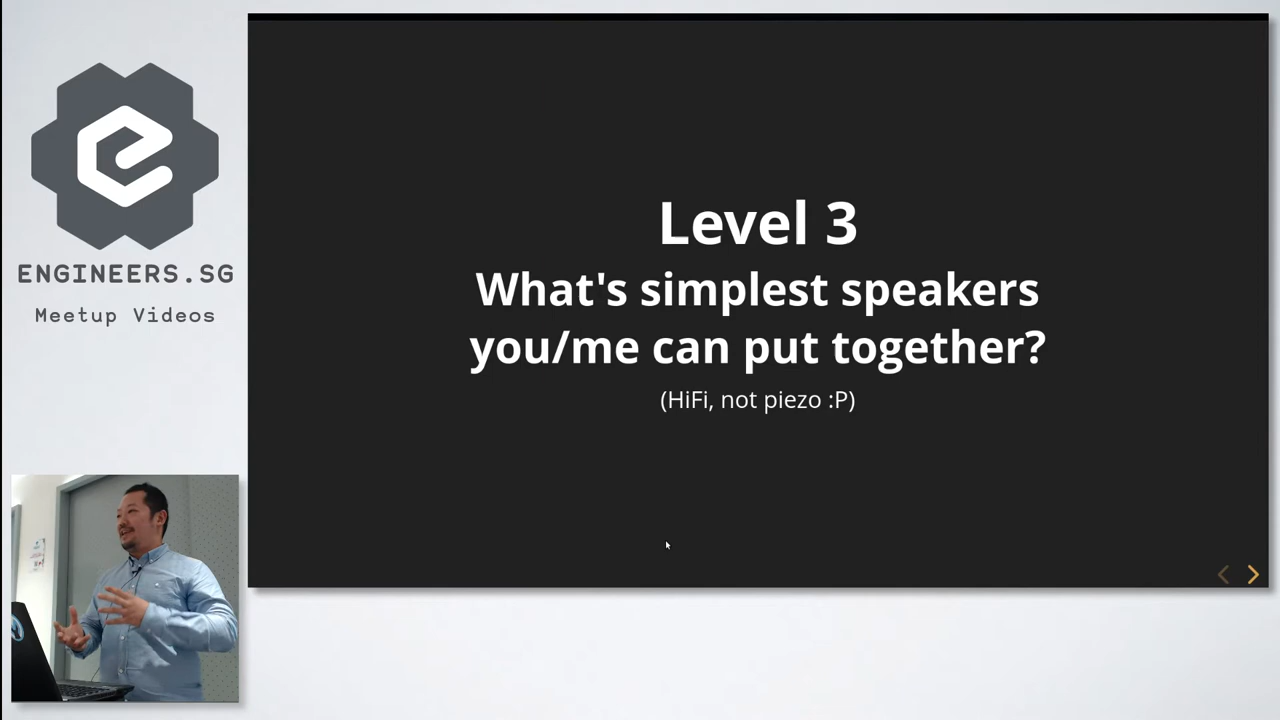 ENGINEERS.SG
Meetup Videos
Level 3
What's simplest speakers
you/me can put together?
(HiFi, not piezo :P)